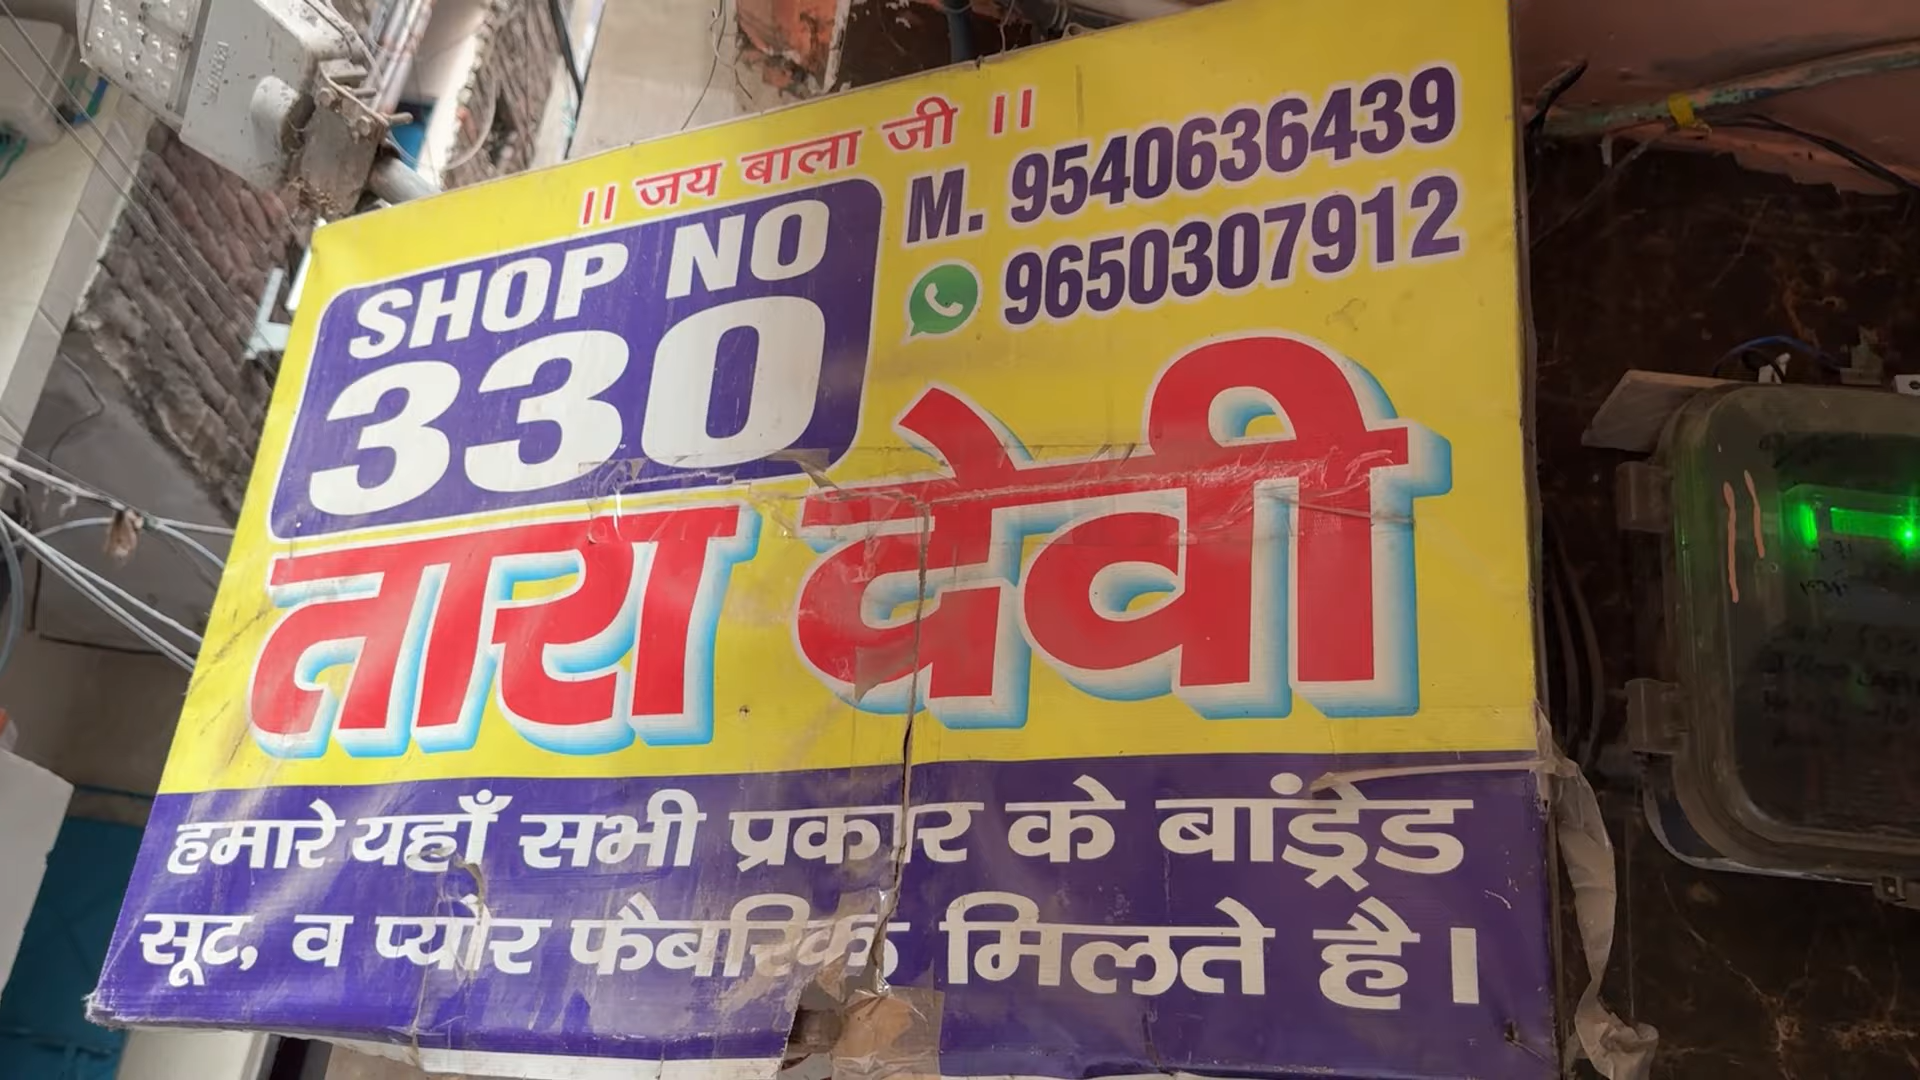 ।। जय बाला जी ।।
SHOP NO
330
M. 9540636439
9650307912
तारा देवी
हमारे यहाँ सभी प्रकार के बांड्रेड
सूट, व प्योर फैबरिक मिलते है।